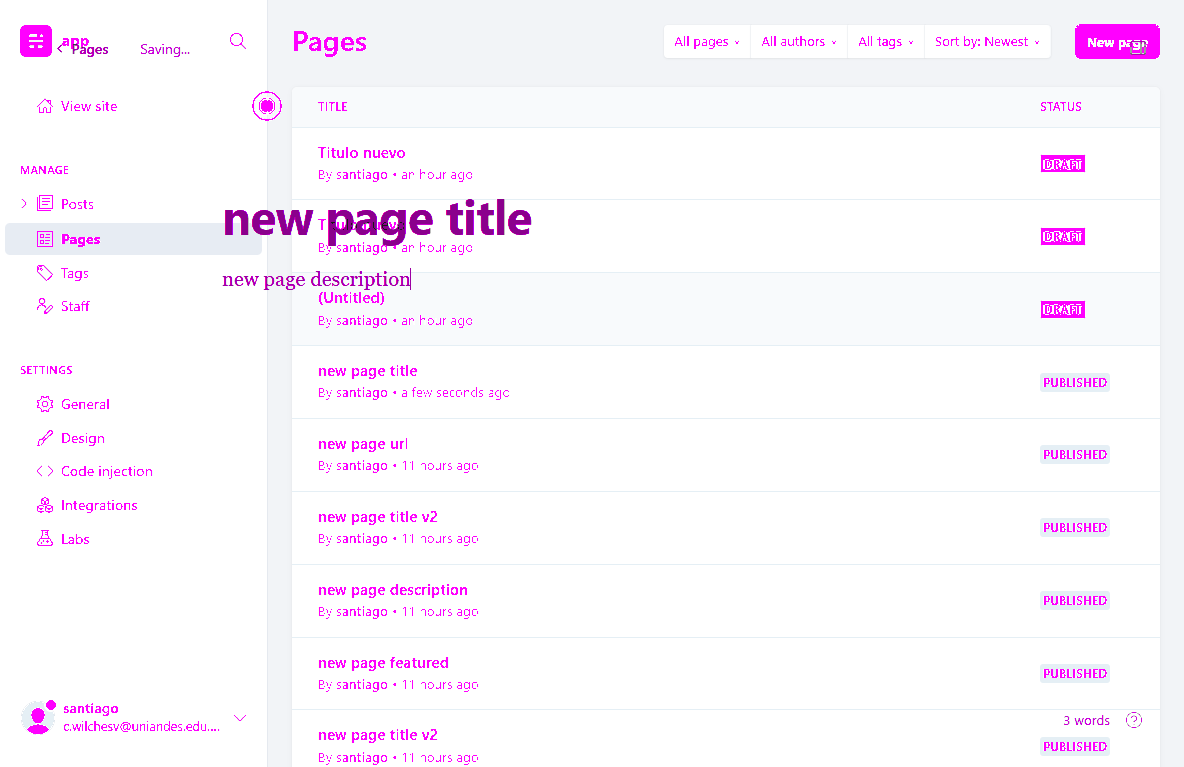 app
Pages
Saving...
Pages
All pages
All authors
All tags
Sort by: Newest
New page
View site
TITLE
STATUS
MANAGE
Posts
Pages
Tags
Staff
Titulo nuevo
By santiago • an hour ago
DRAFT
new page title
By santiago • an hour ago
DRAFT
new page description
(Untitled)
By santiago • an hour ago
DRAFT
SETTINGS
General
Design
Code injection
Integrations
Labs
new page title
By santiago • a few seconds ago
PUBLISHED
new page url
By santiago • 11 hours ago
PUBLISHED
new page title v2
By santiago • 11 hours ago
PUBLISHED
new page description
By santiago • 11 hours ago
PUBLISHED
new page featured
By santiago • 11 hours ago
PUBLISHED
new page title v2
By santiago • 11 hours ago
PUBLISHED
santiago
c.wilchesv@uniandes.edu....
3 words